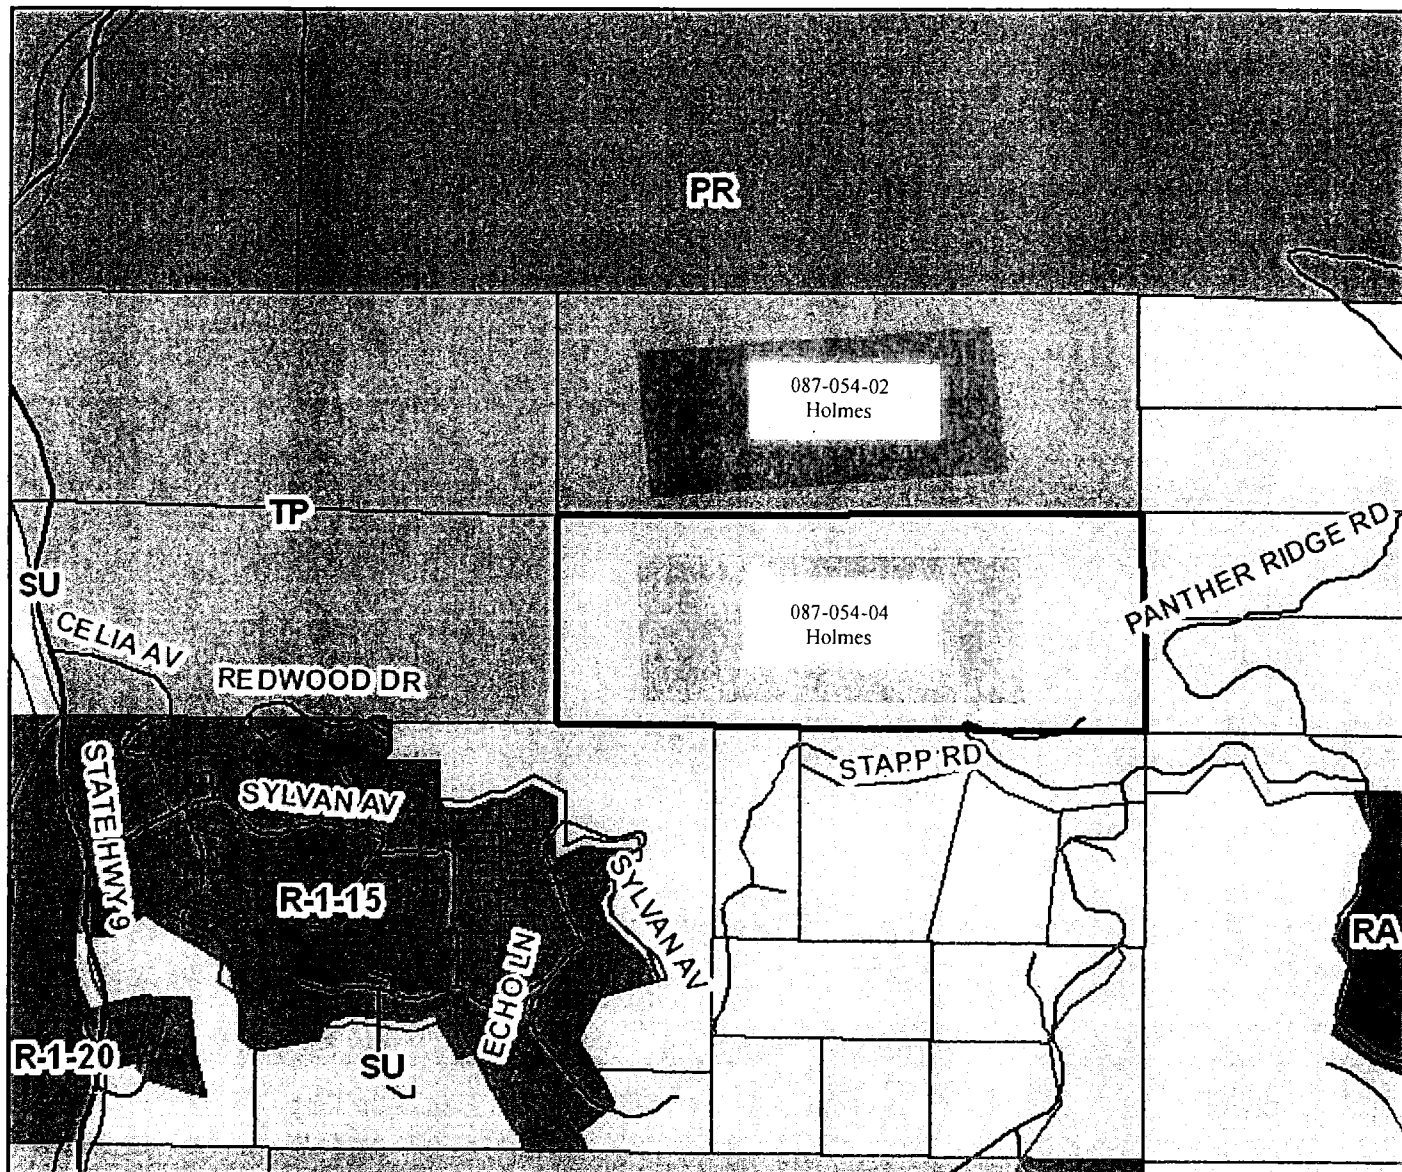 PR
087-054-02
Holmes
TP
PANTHER RIDGE RD
SU
087-054-04
Holmes
CELIA AV
REDWOOD DR
STAPP RD
STATE HWY 9
SYLVAN AV
SYLVAN AV
R-1-15
RA
ECHO LN
R-1-20
SU